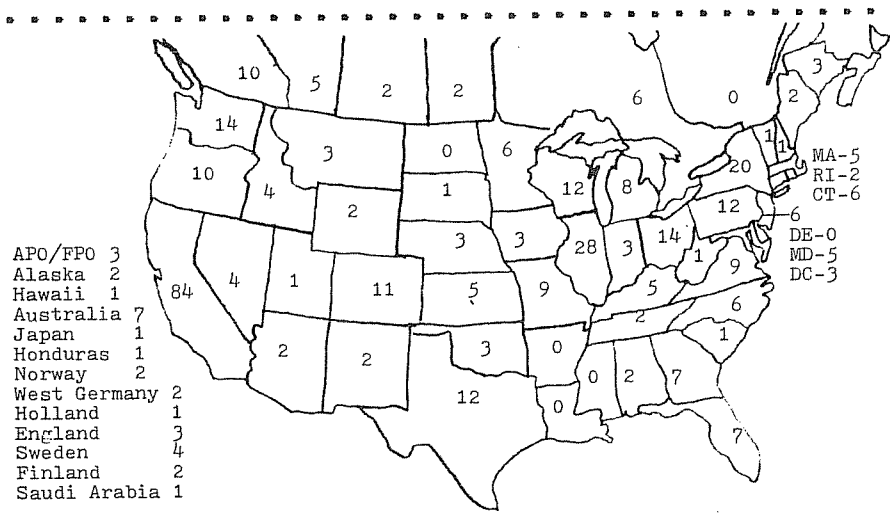 10
5
2
2
6
0
3
2
14
3
0
6
1
1
20
MA-5
RI-2
CT-6
10
4
2
1
12
8
12
6
DE-0
MD-5
DC-3
3
3
28
3
14
1
9
84
4
1
11
5
9
5
6
2
1
2
2
3
0
12
0
0
2
7
7
APO/FPO 3
Alaska 2
Hawaii 1
Australia 7
Japan 1
Honduras 1
Norway 2
West Germany 2
Holland 1
England 3
Sweden 4
Finland 2
Saudi Arabia 1